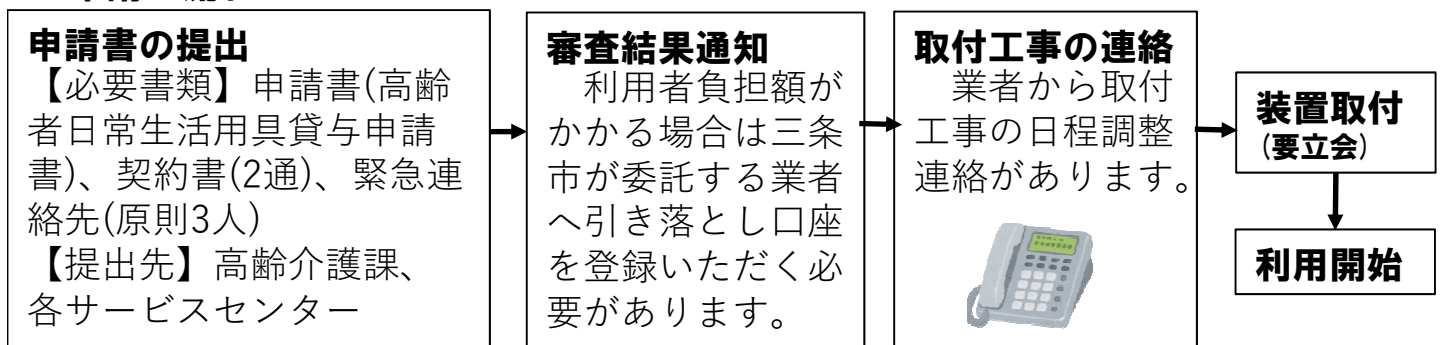 申請書の提出
【必要書類】申請書(高齢
者日常生活用具貸与申請
書)、契約書(2通)、緊急連
絡先(原則3人)
【提出先】高齢介護課、
各サービスセンター
審査結果通知
利用者負担額が
かかる場合は三条
市が委託する業者
へ引き落とし口座
を登録いただく必
要があります。
取付工事の連絡
業者から取付
工事の日程調整
連絡があります。
装置取付
(要立会)
利用開始